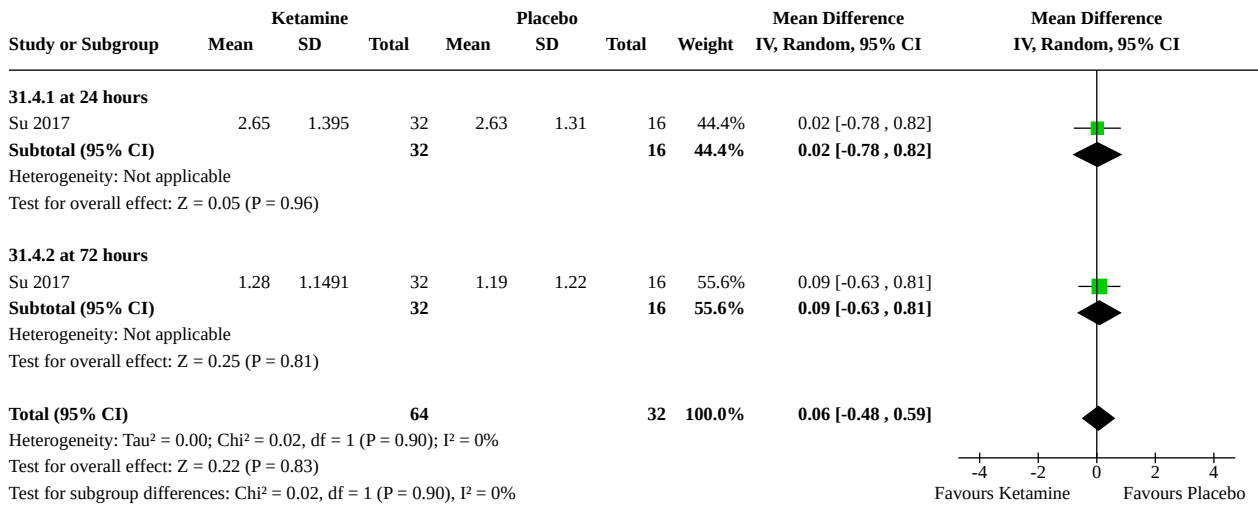 Ketamine Placebo Mean Difference Mean Difference
Study or Subgroup Mean SD Total Mean SD Total Weight IV, Random, 95% CI IV, Random, 95% CI
31.4.1 at 24 hours
Su 2017 2.65 1.395 32 2.63 1.31 16 44.4% 0.02 [-0.78 , 0.82]
Subtotal (95% CI) 32 16 44.4% 0.02 [-0.78 , 0.82]
Heterogeneity: Not applicable
Test for overall effect: Z = 0.05 (P = 0.96)
31.4.2 at 72 hours
Su 2017 1.28 1.1491 32 1.19 1.22 16 55.6% 0.09 [-0.63 , 0.81]
Subtotal (95% CI) 32 16 55.6% 0.09 [-0.63 , 0.81]
Heterogeneity: Not applicable
Test for overall effect: Z = 0.25 (P = 0.81)
Total (95% CI) 64 32 100.0% 0.06 [-0.48 , 0.59]
Heterogeneity: Tau² = 0.00; Chi² = 0.02, df = 1 (P = 0.90); I² = 0%
Test for overall effect: Z = 0.22 (P = 0.83)
-4 -2 0 2 4
Test for subgroup differences: Chi² = 0.02, df = 1 (P = 0.90), I² = 0% Favours Ketamine Favours Placebo